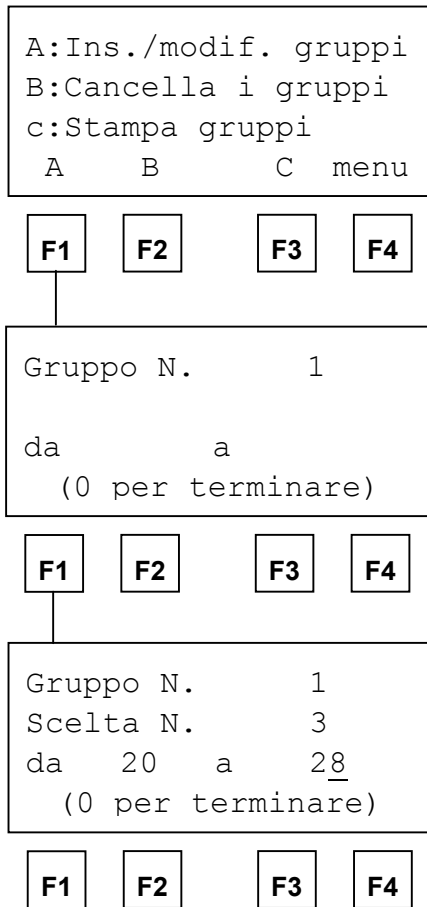 A:Ins./modif. gruppi
B:Cancella i gruppi
c:Stampa gruppi
A B C menu
F1 F2 F3 F4
Gruppo N. 1
da a
(0 per terminare)
F1 F2 F3 F4
Gruppo N. 1
Scelta N. 3
da 20 a 28
(0 per terminare)
F1 F2 F3 F4